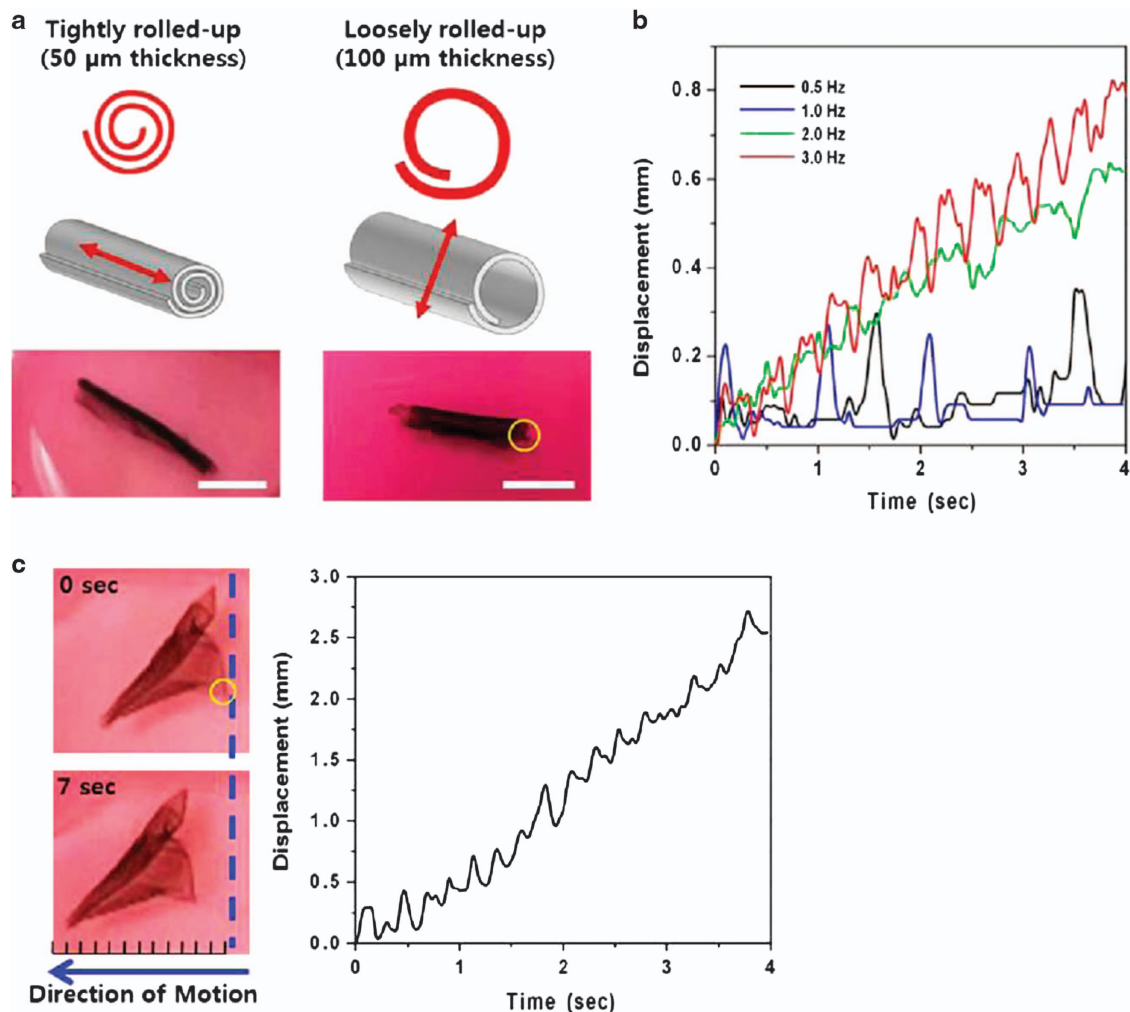 a
Tightly rolled-up
(50 µm thickness)
Loosely rolled-up
(100 µm thickness)
b
Displacement (mm)
0.8
0.6
0.4
0.2
0.0
0.5 Hz
1.0 Hz
2.0 Hz
3.0 Hz
0 1 2 3 4
Time (sec)
c
0 sec
7 sec
Direction of Motion
Displacement (mm)
3.0
2.5
2.0
1.5
1.0
0.5
0.0
0 1 2 3 4
Time (sec)